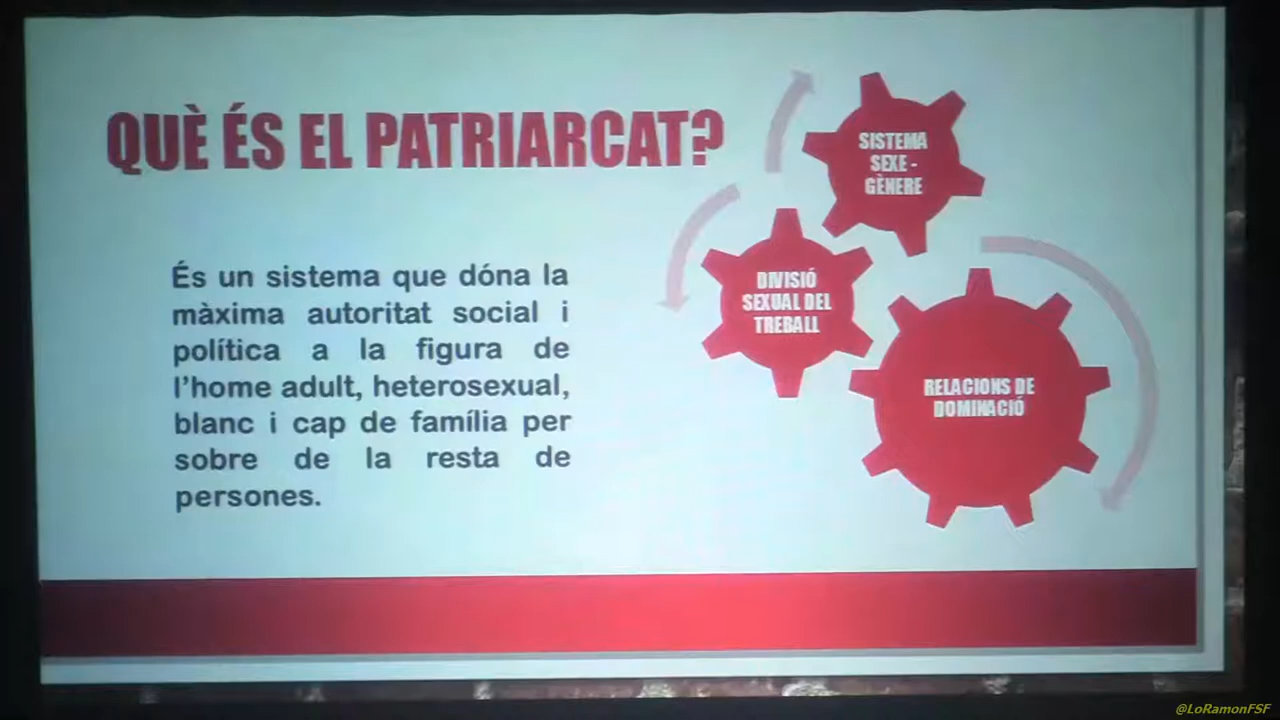 QUÈ ÉS EL PATRIARCAT?
És un sistema que dóna la
màxima autoritat social i
política a la figura de
l'home adult, heterosexual,
blanc i cap de família per
sobre de la resta de
persones.
SISTEMA
SEXE -
GÈNERE
DIVISIÓ
SEXUAL DEL
TREBALL
RELACIONS DE
DOMINACIÓ
@LoRamonFSF